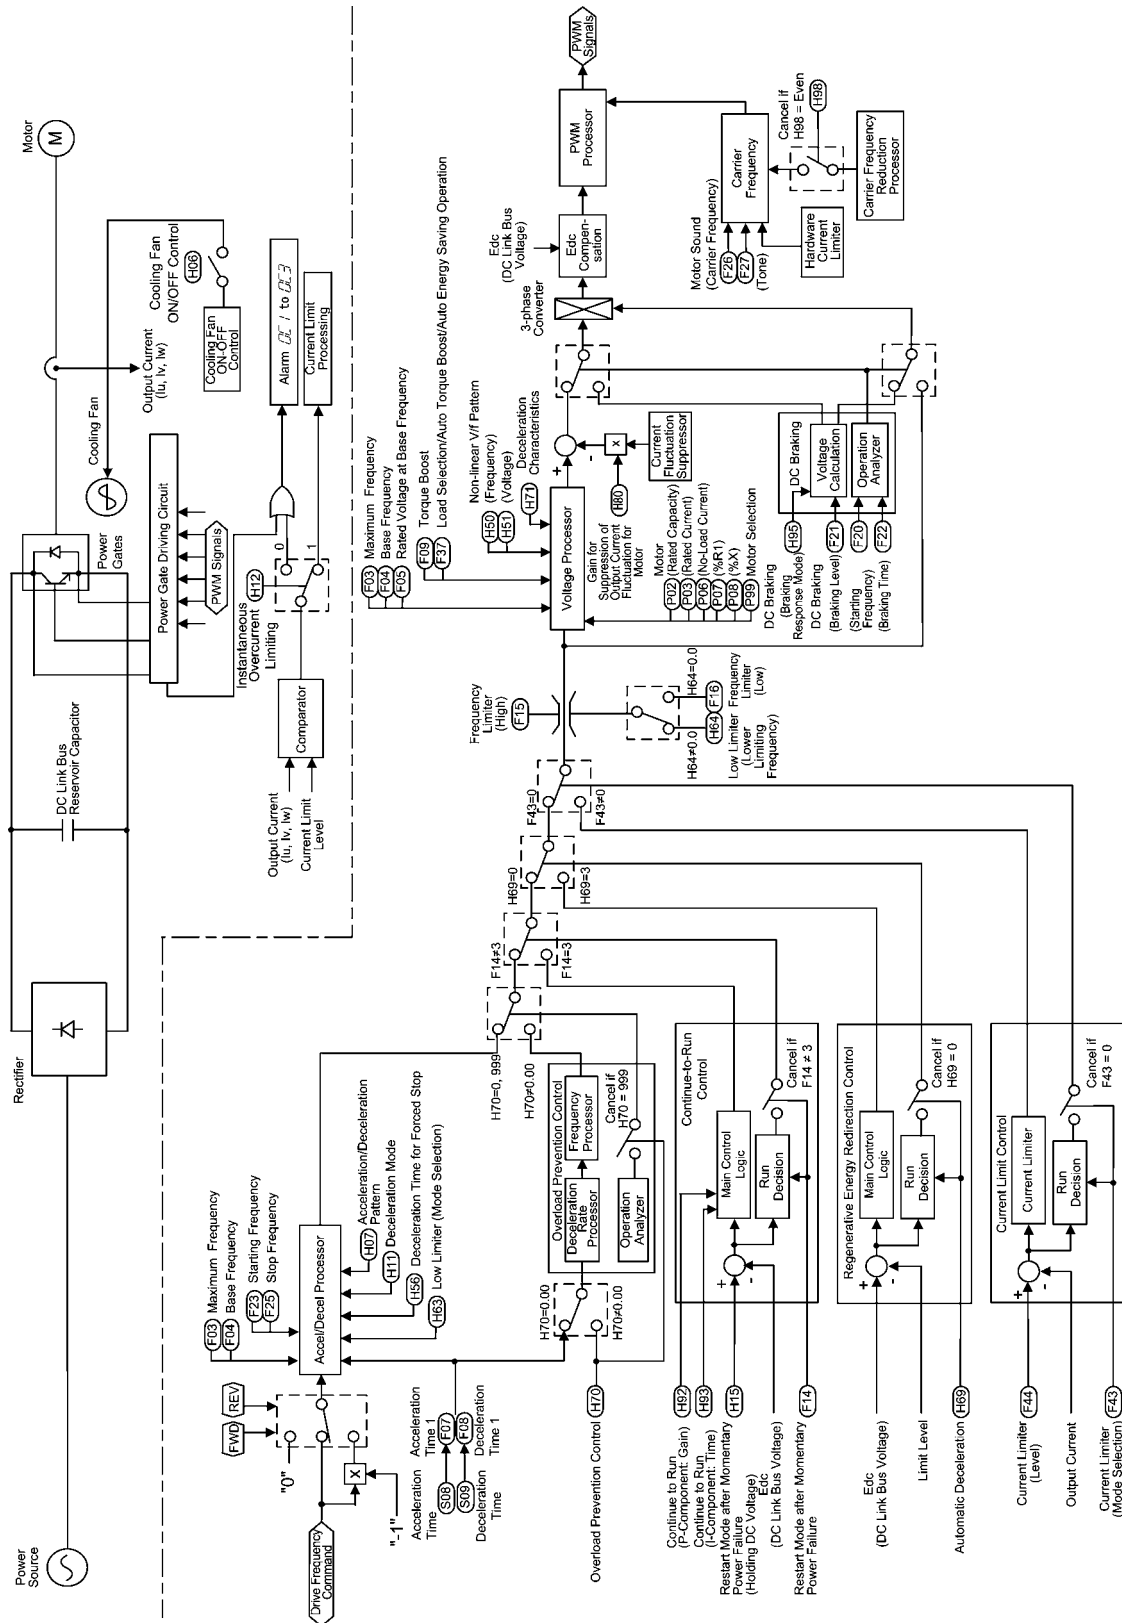 Power
Source
Rectifier
DC Link Bus
Reservoir Capacitor
Power
Gates
Cooling Fan
Motor
M
Power Gate Driving Circuit
PWM Signals
Output Current
(Iu, Iv, Iw)
Cooling Fan
ON/OFF Control
H06
Cooling Fan
ON-OFF
Control
Output Current
(Iu, Iv, Iw)
Current Limit
Level
Comparator
Instantaneous
Overcurrent
Limiting
H12
0
1
Alarm OC1 to OC3
Current Limit
Processing
Drive Frequency
Command
"0"
"-1"
X
FWD
REV
F03 Maximum Frequency
F04 Base Frequency
F23 Starting Frequency
F25 Stop Frequency
Accel/Decel Processor
H07 Acceleration/Deceleration
Pattern
H11 Deceleration Mode
H56 Deceleration Time for Forced Stop
H63 Low Limiter (Mode Selection)
Acceleration
Time
S08
Acceleration
Time 1
F07
S09
Deceleration
Time
F08
Deceleration
Time 1
Overload Prevention Control H70
H70=0.00
H70≠0.00
Overload Prevention Control
Deceleration
Rate
Processor
Frequency
Processor
Operation
Analyzer
Cancel if
H70 = 999
H70=0, 999
H70≠0.00
F14≠3
F14=3
H69=0
H69=3
F43=0
F43≠0
Continue to Run
(P-Component: Gain) H92
Continue to Run
(I-Component: Time) H93
Restart Mode after Momentary
Power Failure
(Holding DC Voltage) H15
Edc
(DC Link Bus Voltage)
Restart Mode after Momentary
Power Failure F14
Continue-to-Run
Control
Main Control
Logic
Run
Decision
Cancel if
F14 ≠ 3
+
-
Edc
(DC Link Bus Voltage)
Limit Level
Automatic Deceleration H69
Regenerative Energy Redirection Control
Main Control
Logic
Run
Decision
Cancel if
H69 = 0
+
-
Current Limiter
(Level) F44
Output Current
Current Limiter
(Mode Selection) F43
Current Limit Control
Current Limiter
Run
Decision
Cancel if
F43 = 0
+
-
Frequency
Limiter
(High)
F15
H64≠0.0
H64=0.0
H64
F16
Low Limiter
(Lower
Limiting
Frequency)
Frequency
Limiter
(Low)
F03 Maximum Frequency
F04 Base Frequency
F05 Rated Voltage at Base Frequency
F09 Torque Boost
F37 Load Selection/Auto Torque Boost/Auto Energy Saving Operation
Non-linear V/f Pattern
H50 (Frequency)
H51 (Voltage)
H71 Deceleration
Characteristics
Voltage Processor
Motor
P02 (Rated Capacity)
P03 (Rated Current)
P06 (No-Load Current)
P07 (%R1)
P08 (%X)
P99 Motor Selection
Gain for
Suppression of
Output Current
Fluctuation for
Motor
H80
X
Current
Fluctuation
Suppressor
+
-
DC Braking
(Braking
Response Mode) H95
DC Braking
(Braking Level) F21
(Starting
Frequency) F20
(Braking Time) F22
DC Braking
Voltage
Calculation
Operation
Analyzer
3-phase
Converter
Edc
(DC Link Bus
Voltage)
Edc
Compen-
sation
PWM
Processor
PWM
Signals
Motor Sound
(Carrier Frequency)
F26
F27
(Tone)
Carrier
Frequency
Hardware
Current
Limiter
Cancel if
H98 = Even
H98
Carrier Frequency
Reduction
Processor